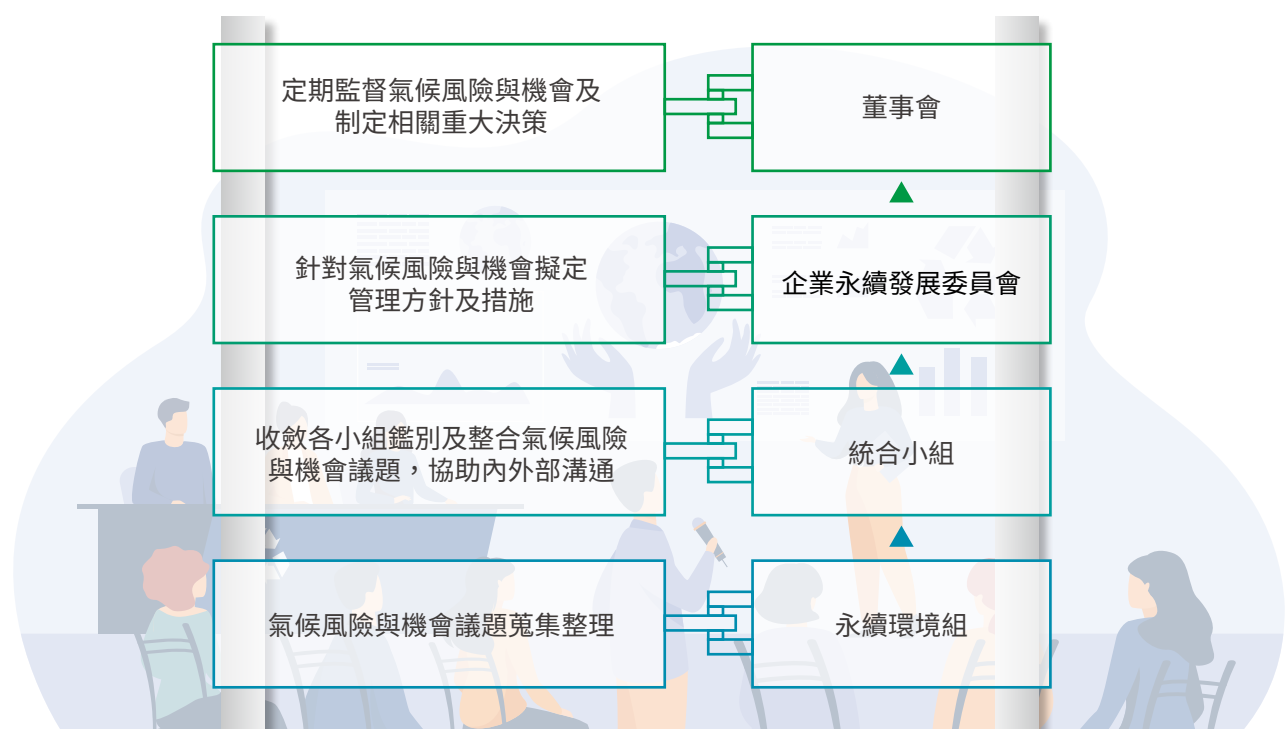 定期監督氣候風險與機會及
制定相關重大決策
董事會
針對氣候風險與機會擬定
管理方針及措施
企業永續發展委員會
收斂各小組鑑別及整合氣候風險
與機會議題，協助內外部溝通
統合小組
氣候風險與機會議題蒐集整理
永續環境組